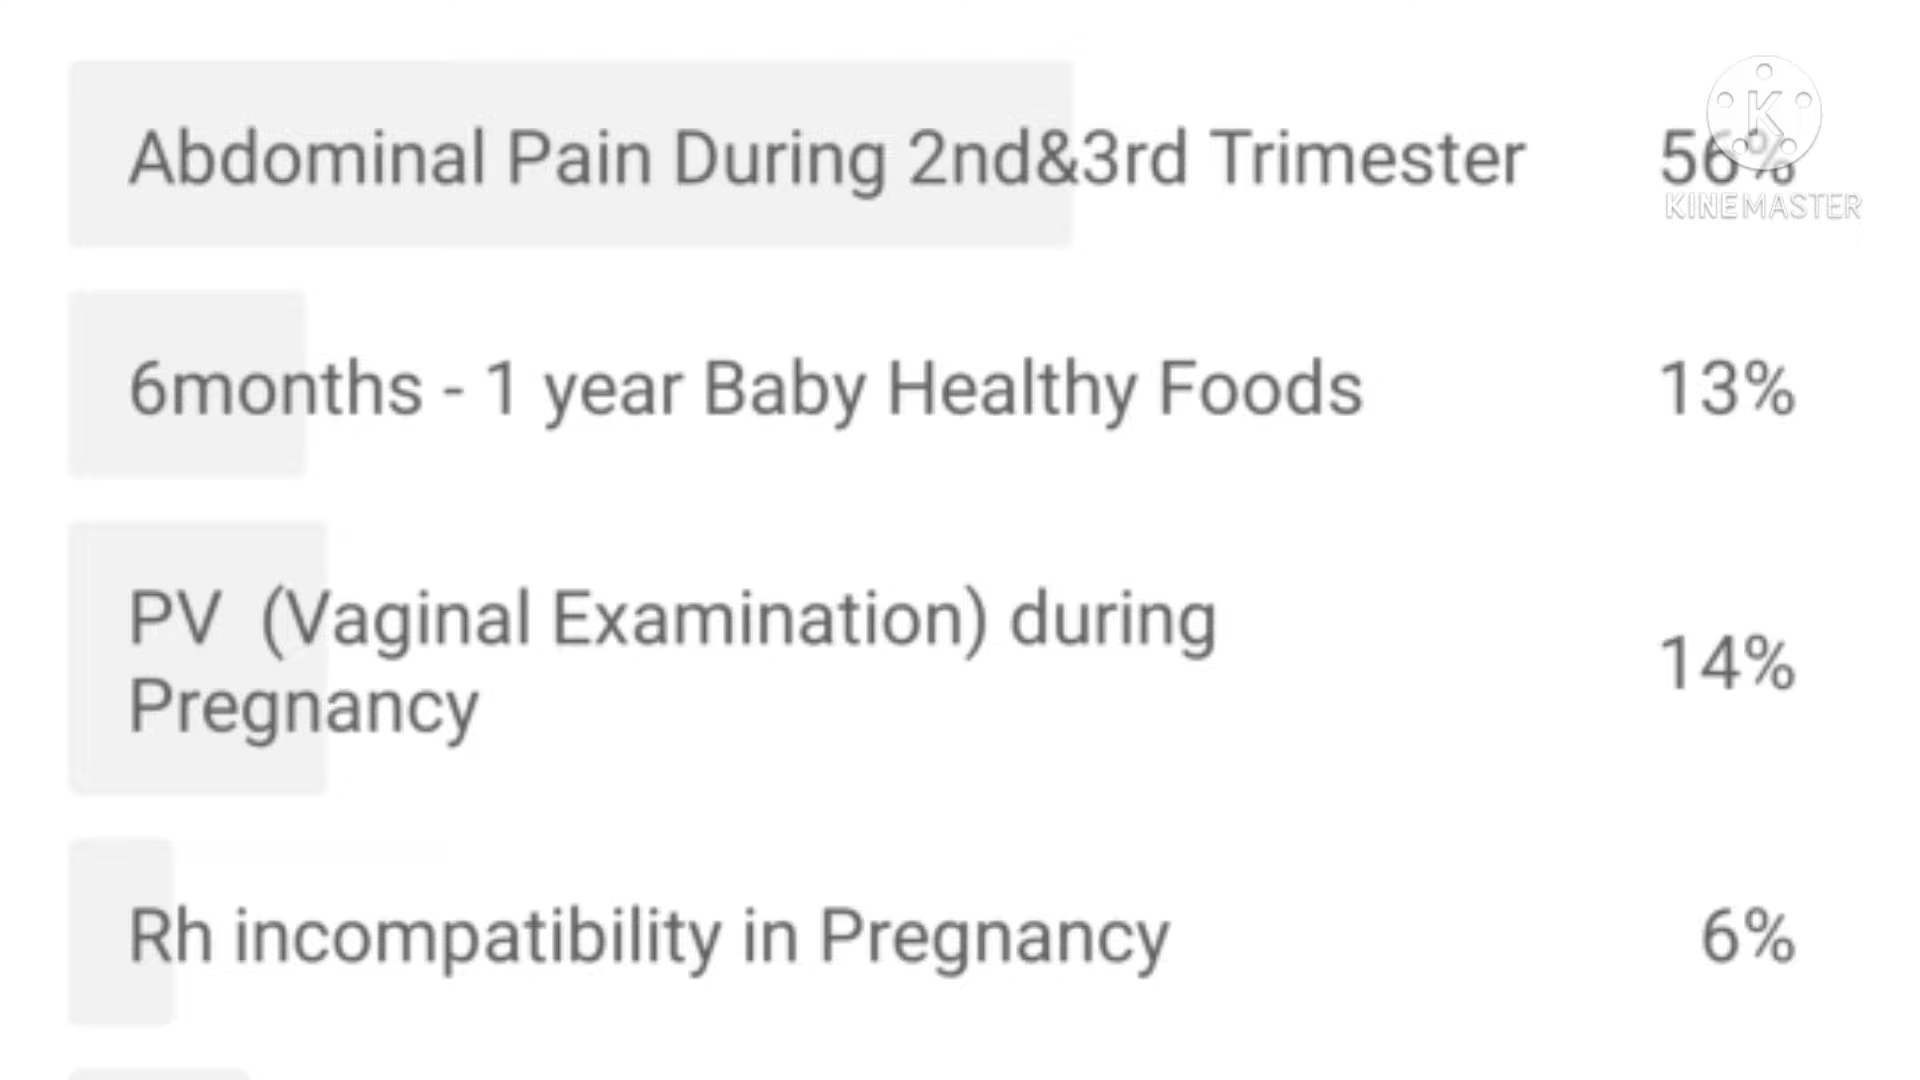 Abdominal Pain During 2nd&3rd Trimester 56%
KINEMASTER
6months - 1 year Baby Healthy Foods 13%
PV (Vaginal Examination) during
Pregnancy 14%
Rh incompatibility in Pregnancy 6%